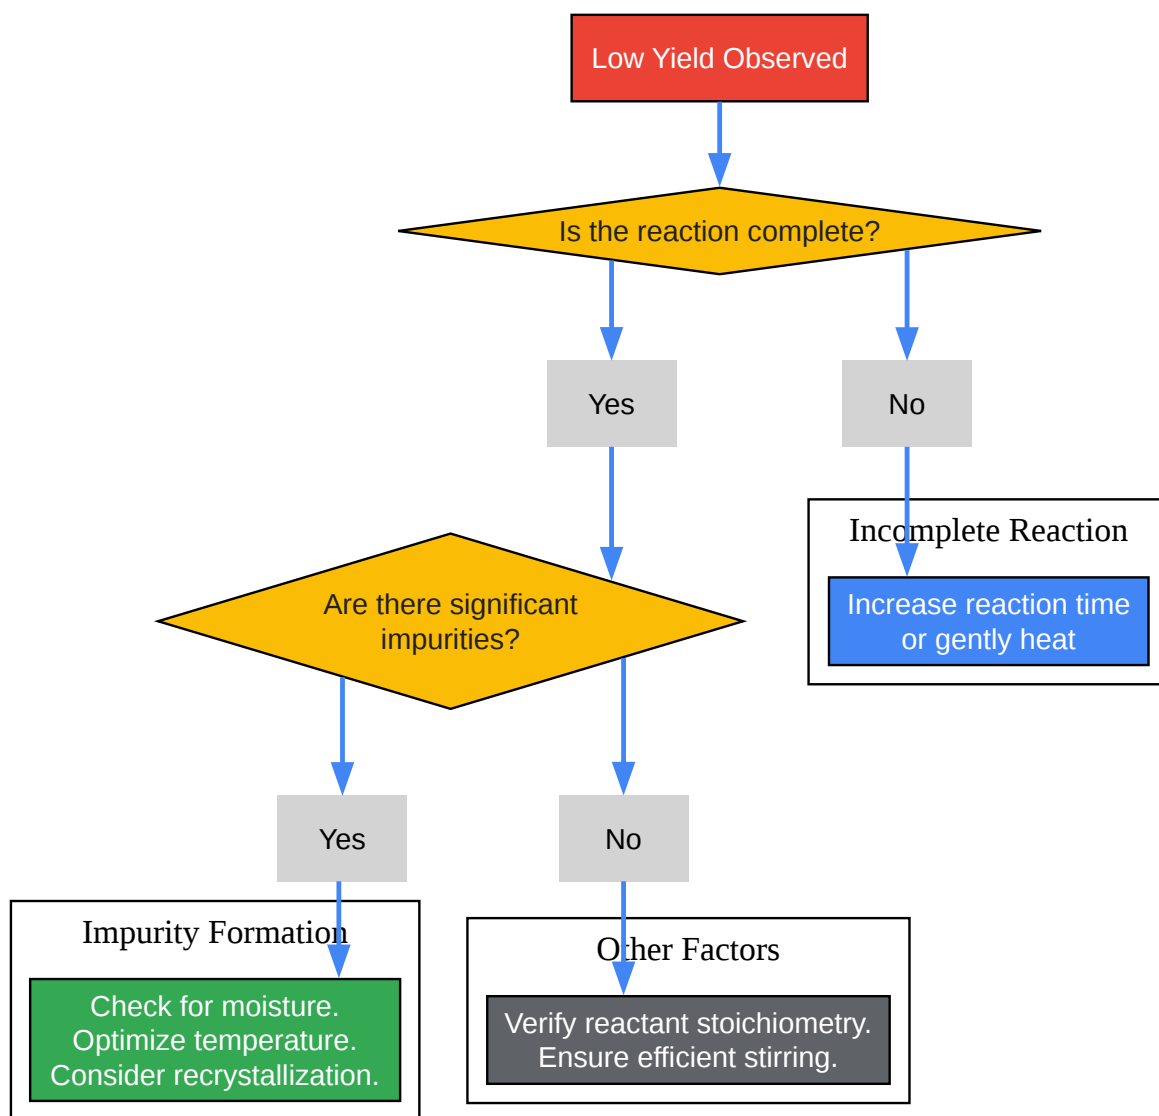 Low Yield Observed
Is the reaction complete?
Yes
No
Incomplete Reaction
Increase reaction time
or gently heat
Are there significant
impurities?
Yes
No
Impurity Formation
Check for moisture.
Optimize temperature.
Consider recrystallization.
Other Factors
Verify reactant stoichiometry.
Ensure efficient stirring.